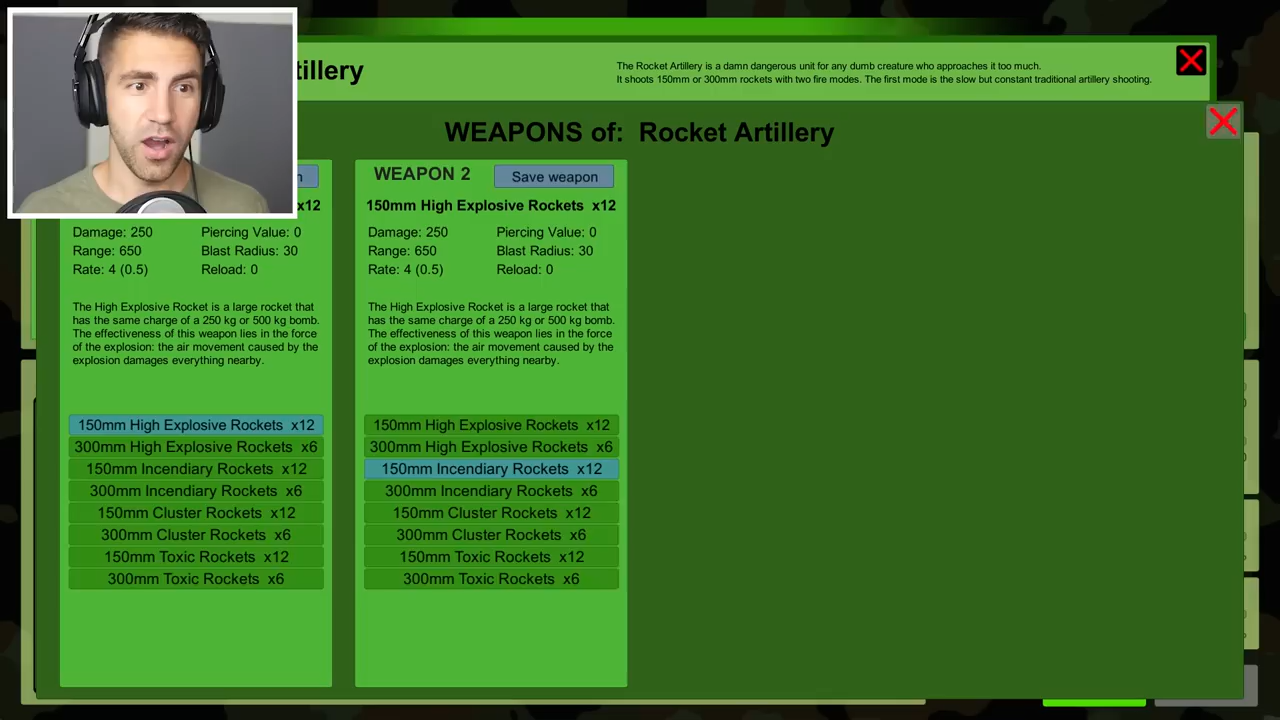 tillery
The Rocket Artillery is a damn dangerous unit for any dumb creature who approaches it too much.
It shoots 150mm or 300mm rockets with two fire modes. The first mode is the slow but constant traditional artillery shooting.
WEAPONS of: Rocket Artillery
n
x12
Damage: 250 Piercing Value: 0
Range: 650 Blast Radius: 30
Rate: 4 (0.5) Reload: 0
The High Explosive Rocket is a large rocket that
has the same charge of a 250 kg or 500 kg bomb.
The effectiveness of this weapon lies in the force
of the explosion: the air movement caused by the
explosion damages everything nearby.
150mm High Explosive Rockets x12
300mm High Explosive Rockets x6
150mm Incendiary Rockets x12
300mm Incendiary Rockets x6
150mm Cluster Rockets x12
300mm Cluster Rockets x6
150mm Toxic Rockets x12
300mm Toxic Rockets x6
WEAPON 2 Save weapon
150mm High Explosive Rockets x12
Damage: 250 Piercing Value: 0
Range: 650 Blast Radius: 30
Rate: 4 (0.5) Reload: 0
The High Explosive Rocket is a large rocket that
has the same charge of a 250 kg or 500 kg bomb.
The effectiveness of this weapon lies in the force
of the explosion: the air movement caused by the
explosion damages everything nearby.
150mm High Explosive Rockets x12
300mm High Explosive Rockets x6
150mm Incendiary Rockets x12
300mm Incendiary Rockets x6
150mm Cluster Rockets x12
300mm Cluster Rockets x6
150mm Toxic Rockets x12
300mm Toxic Rockets x6